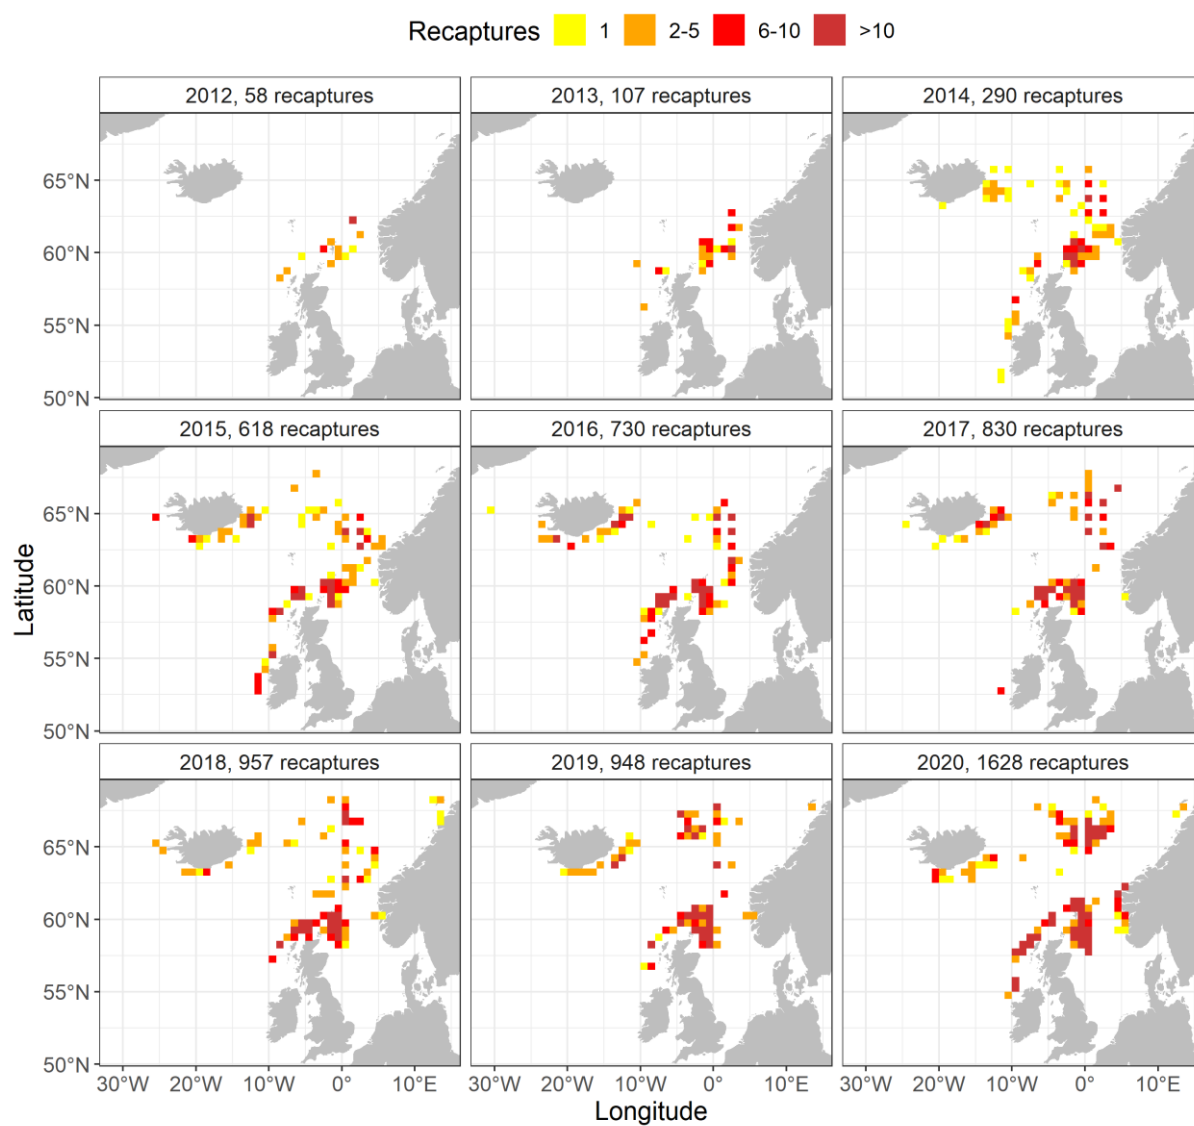 Recaptures 1 2-5 6-10 >10
2012, 58 recaptures 2013, 107 recaptures 2014, 290 recaptures
65°N
60°N
55°N
50°N
2015, 618 recaptures 2016, 730 recaptures 2017, 830 recaptures
65°N
60°N
55°N
50°N
2018, 957 recaptures 2019, 948 recaptures 2020, 1628 recaptures
65°N
60°N
55°N
50°N
Latitude
30°W 20°W 10°W 0° 10°E 30°W 20°W 10°W 0° 10°E 30°W 20°W 10°W 0° 10°E
Longitude